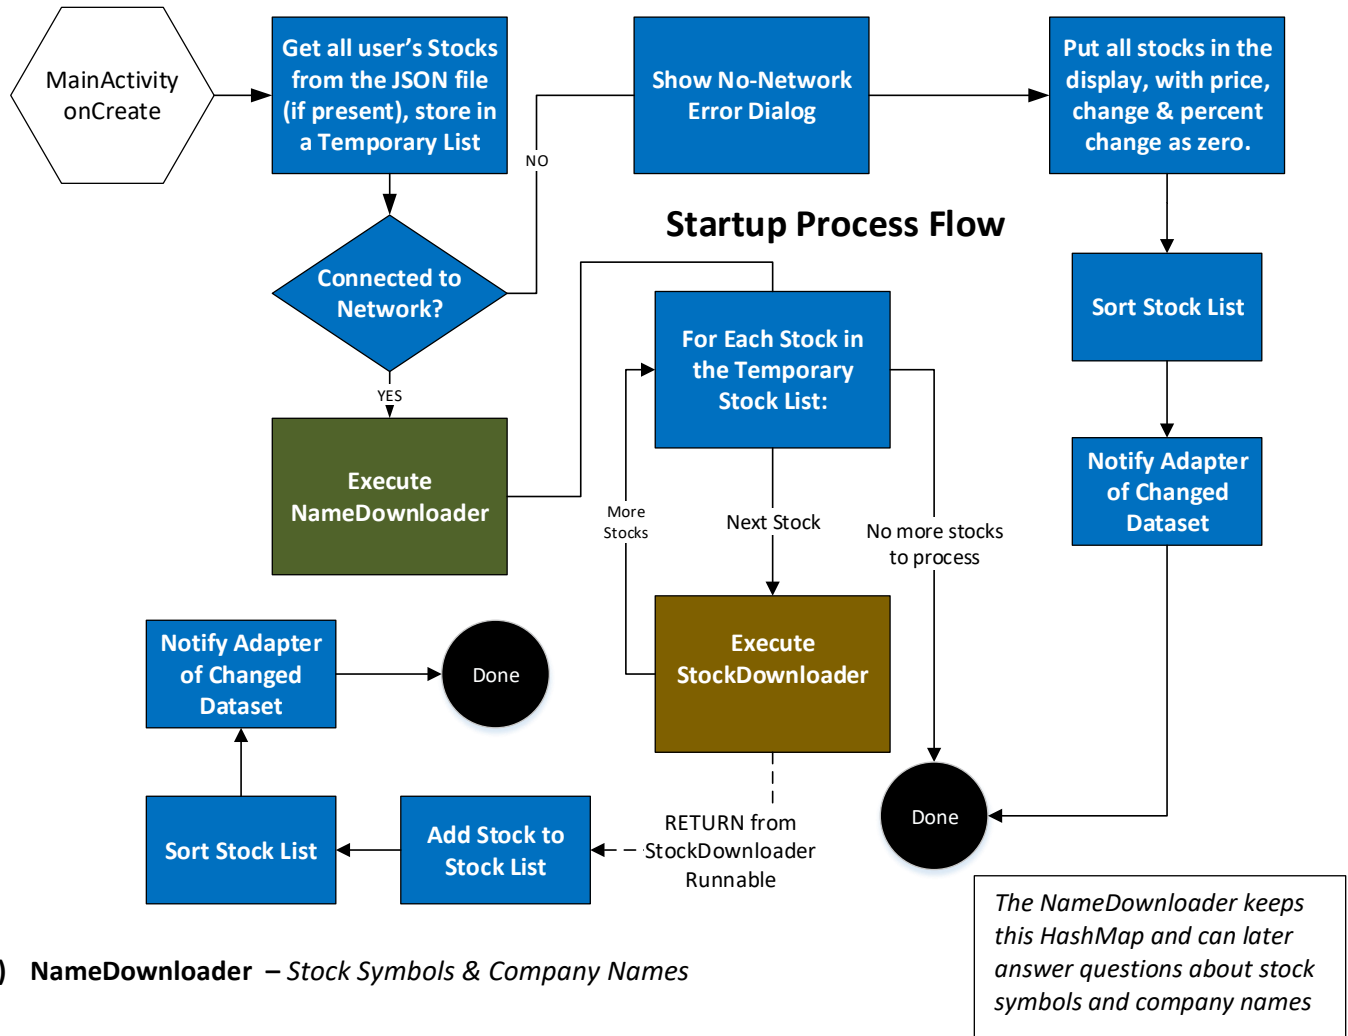 MainActivity
onCreate
Get all user's Stocks
from the JSON file
(if present), store in
a Temporary List
Show No-Network
Error Dialog
Put all stocks in the
display, with price,
change & percent
change as zero.
NO
Startup Process Flow
Connected to
Network?
Sort Stock List
For Each Stock in
the Temporary
Stock List:
YES
Execute
NameDownloader
Notify Adapter
of Changed
Dataset
More
Stocks
Next Stock
No more stocks
to process
Notify Adapter
of Changed
Dataset
Done
Execute
StockDownloader
Sort Stock List
Add Stock to
Stock List
RETURN from
StockDownloader
Runnable
Done
The NameDownloader keeps
this HashMap and can later
answer questions about stock
symbols and company names
) NameDownloader – Stock Symbols & Company Names